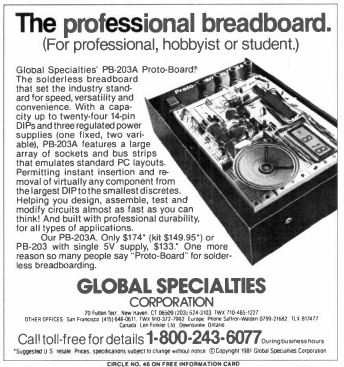 The professional breadboard.
(For professional, hobbyist or student.)
Global Specialties' PB-203A Proto-Board®
The solderless breadboard
that set the industry stand-
ard for speed, versatility and
convenience. With a capa-
city up to twenty-four 14-pin
DIPs and three regulated power
supplies (one fixed, two vari-
able), PB-203A features a large
array of sockets and bus strips
that emulates standard PC layouts.
Permitting instant insertion and re-
moval of virtually any component from
the largest DIP to the smallest discretes.
Helping you design, assemble, test and
modify circuits almost as fast as you can
think! And built with professional durability,
for all types of applications.
Our PB-203A. Only $174* (kit $149.95*) or
PB-203 with single 5V supply, $133.* One more
reason so many people say "Proto-Board" for solder-
less breadboarding.
Proto-
GLOBAL SPECIALTIES
CORPORATION
70 Fulton Terr., New Haven, CT 06509 (203) 624-3103, TWX 710-465-1227
OTHER OFFICES: San Francisco (415) 648-0611, TWX 910-372-7992 Europe: Phone Saffron-Walden 0799-21682, TLX 817477
Canada: Len Finkler Ltd., Downsview, Ontario
Call toll-free for details 1-800-243-6077 During business hours
*Suggested U.S. resale. Prices, specifications subject to change without notice. © Copyright 1981 Global Specialties Corporation
CIRCLE NO. 46 ON FREE INFORMATION CARD